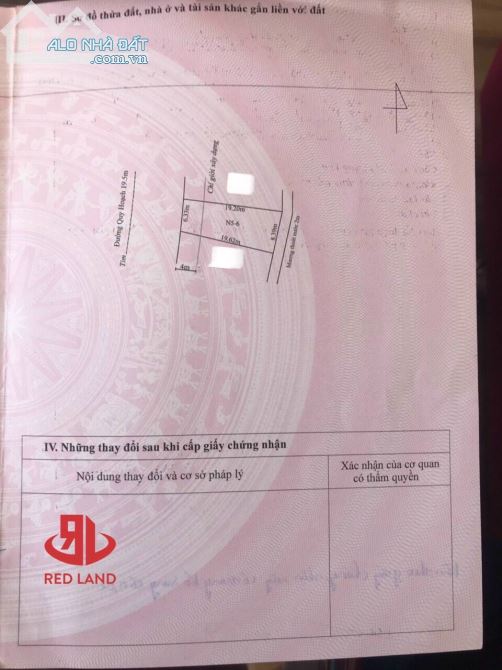 III. Sơ đồ thửa đất, nhà ở và tài sản khác gắn liền với đất
ALO NHÀ ĐẤT
.com.vn
Tim Đường Quy Hoạch 19.5m
Chỉ giới xây dựng
6.33m
19.20m
N5-6
19.62m
8.39m
Mương thoát nước 2m
4m
IV. Những thay đổi sau khi cấp giấy chứng nhận
Nội dung thay đổi và cơ sở pháp lý
Xác nhận của cơ quan
có thẩm quyền
RED LAND